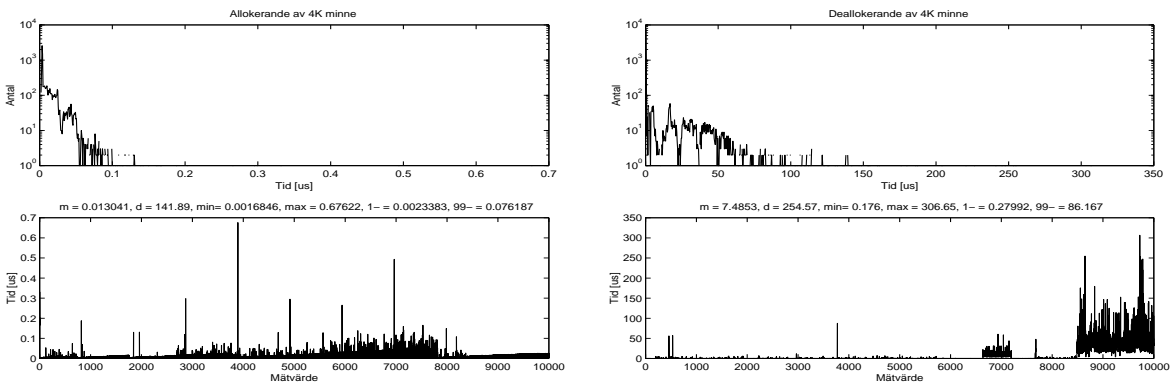 Allokerande av 4K minne
10^4
10^3
10^2
10^1
10^0
Antal
0 0.1 0.2 0.3 0.4 0.5 0.6 0.7
Tid [us]
Deallokerande av 4K minne
10^4
10^3
10^2
10^1
10^0
Antal
0 50 100 150 200 250 300 350
Tid [us]
m = 0.013041, d = 141.89, min= 0.0016846, max = 0.67622, 1− = 0.0023383, 99− = 0.076187
0.7
0.6
0.5
0.4
0.3
0.2
0.1
0
Tid [us]
0 1000 2000 3000 4000 5000 6000 7000 8000 9000 10000
Mätvärde
m = 7.4853, d = 254.57, min= 0.176, max = 306.65, 1− = 0.27992, 99− = 86.167
350
300
250
200
150
100
50
0
Tid [us]
0 1000 2000 3000 4000 5000 6000 7000 8000 9000 10000
Mätvärde